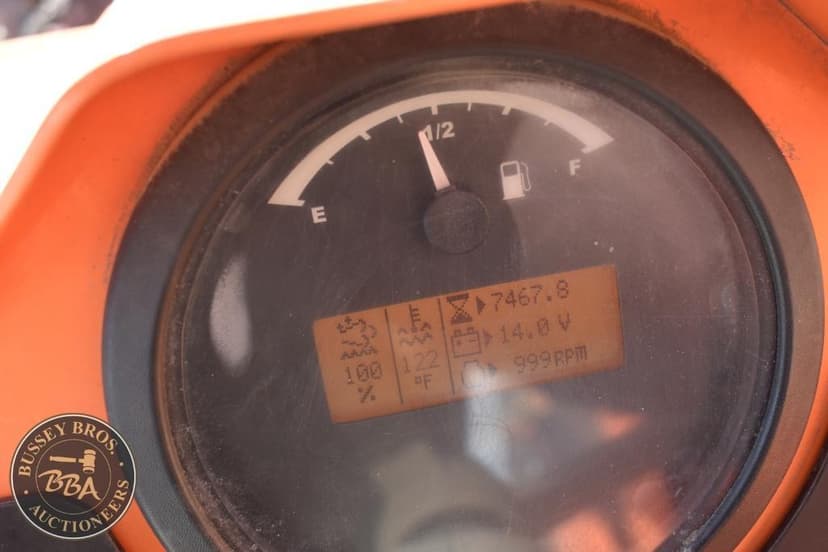 1/2
E
F
7467.8
14.0 V
100
%
122
°F
999RPM
BUSSEY BROS.
BBA
AUCTIONEERS